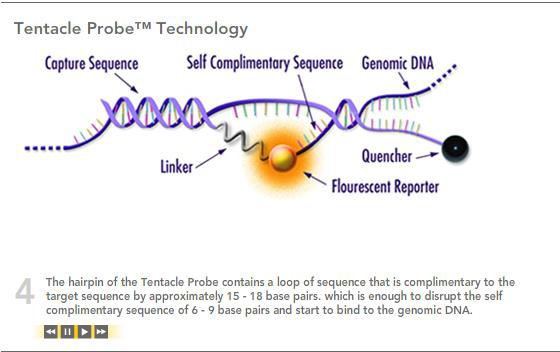 Tentacle Probe™ Technology
Capture Sequence
Self Complimentary Sequence
Genomic DNA
Linker
Quencher
Flourescent Reporter
4
The hairpin of the Tentacle Probe contains a loop of sequence that is complimentary to the
target sequence by approximately 15 - 18 base pairs. which is enough to disrupt the self
complimentary sequence of 6 - 9 base pairs and start to bind to the genomic DNA.